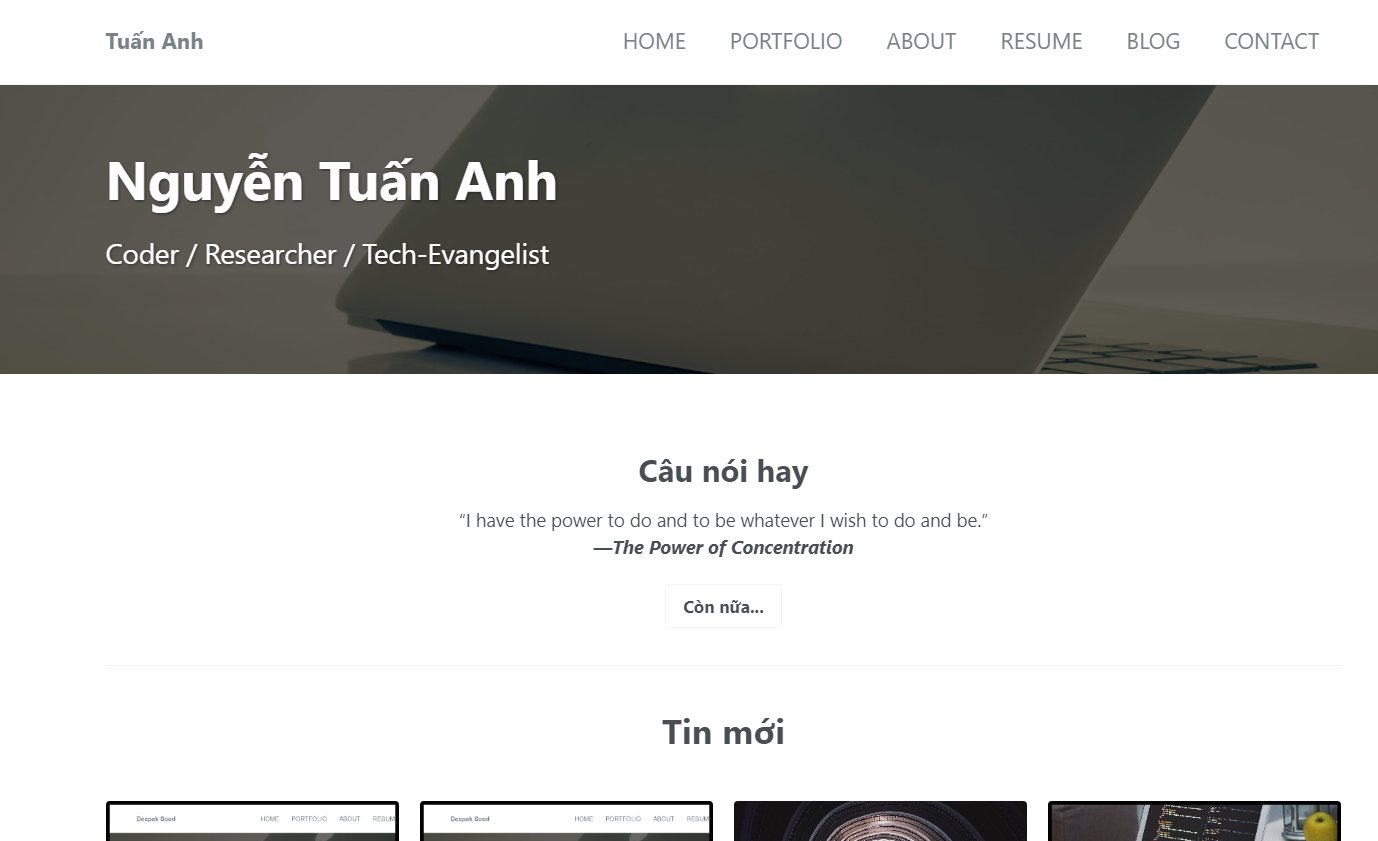 Tuấn Anh
HOME PORTFOLIO ABOUT RESUME BLOG CONTACT
Nguyễn Tuấn Anh
Coder / Researcher / Tech-Evangelist
Câu nói hay
“I have the power to do and to be whatever I wish to do and be.”
—The Power of Concentration
Còn nữa...
Tin mới
Deepak Sood HOME PORTFOLIO ABOUT RESUM
Deepak Sood HOME PORTFOLIO ABOUT RESUM